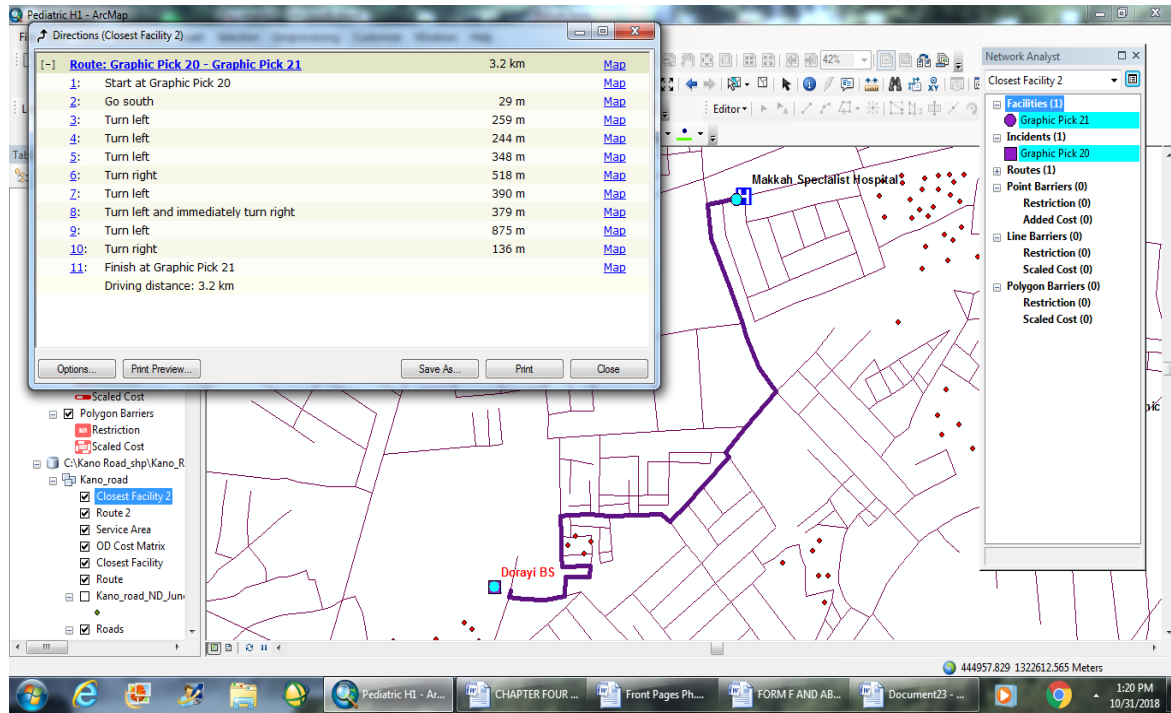 Pediatric H1 - ArcMap
Directions (Closest Facility 2)
[-] Route: Graphic Pick 20 - Graphic Pick 21 3.2 km Map
1: Start at Graphic Pick 20 Map
2: Go south 29 m Map
3: Turn left 259 m Map
4: Turn left 244 m Map
5: Turn left 348 m Map
6: Turn right 518 m Map
7: Turn left 390 m Map
8: Turn left and immediately turn right 379 m Map
9: Turn left 875 m Map
10: Turn right 136 m Map
11: Finish at Graphic Pick 21 Map
Driving distance: 3.2 km
Options... Print Preview... Save As... Print Close
42%
Editor
Network Analyst
Closest Facility 2
Facilities (1)
Graphic Pick 21
Incidents (1)
Graphic Pick 20
Routes (1)
Point Barriers (0)
Restriction (0)
Added Cost (0)
Line Barriers (0)
Restriction (0)
Scaled Cost (0)
Polygon Barriers (0)
Restriction (0)
Scaled Cost (0)
Makkah Specialist Hospital
H
Dorayi BS
Scaled Cost
Polygon Barriers
Restriction
Scaled Cost
C:\Kano Road_shp\Kano_R
Kano_road
Closest Facility 2
Route 2
Service Area
OD Cost Matrix
Closest Facility
Route
Kano_road_ND_Jun
Roads
444957.829 1322612.565 Meters
Pediatric H1 - Ar...
CHAPTER FOUR ...
Front Pages Ph....
FORM F AND AB...
Document23 - ...
1:20 PM
10/31/2018